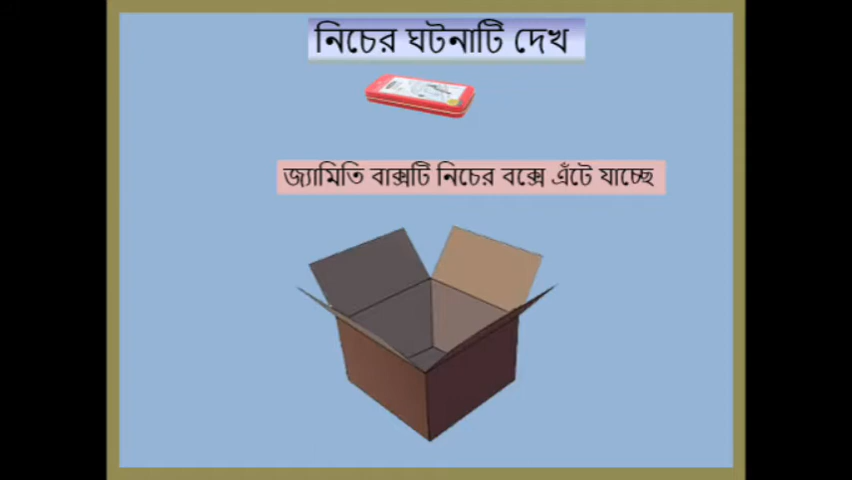 নিচের ঘটনাটি দেখ
জ্যামিতি বাক্সটি নিচের বক্সে এঁটে যাচ্ছে